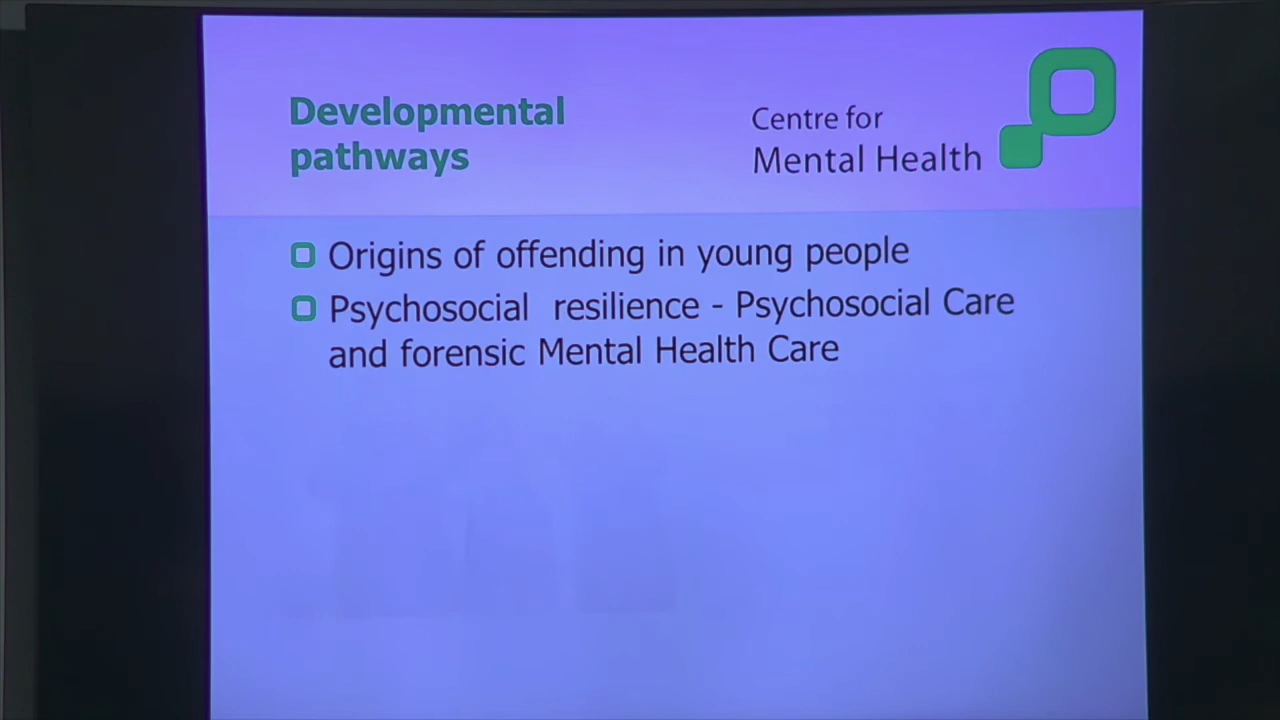 Developmental
pathways
Centre for
Mental Health
Origins of offending in young people
Psychosocial resilience - Psychosocial Care
and forensic Mental Health Care